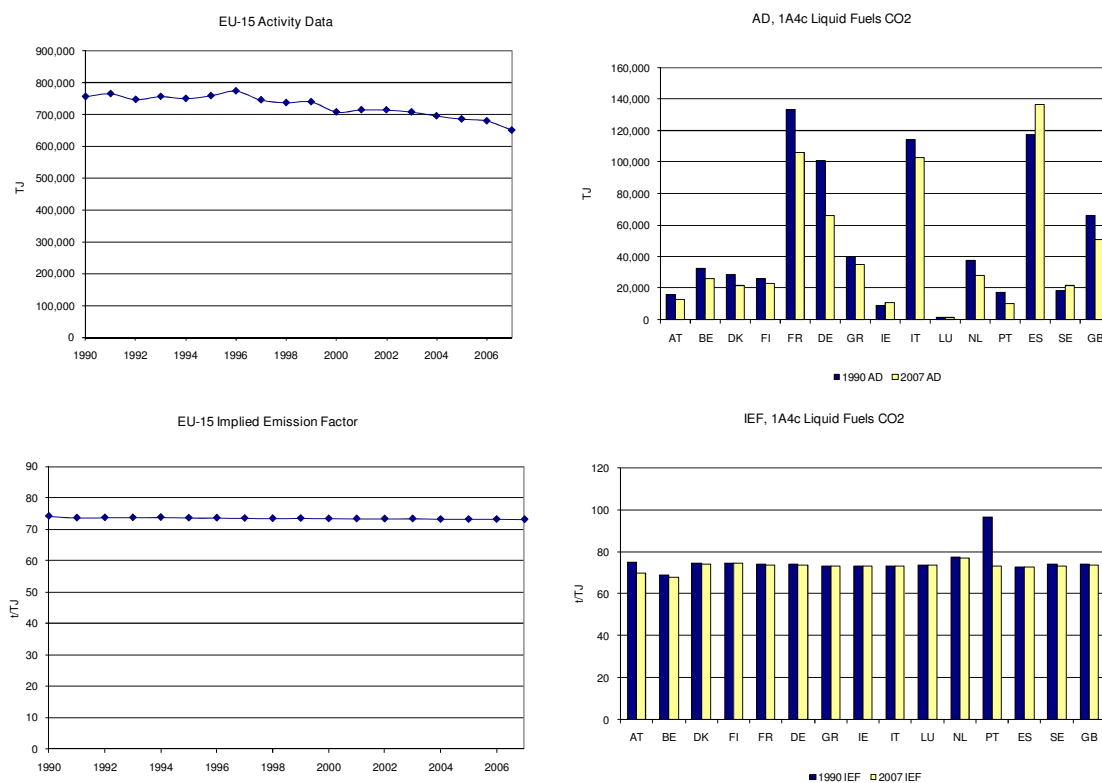 EU-15 Activity Data
900,000
800,000
700,000
600,000
500,000
400,000
300,000
200,000
100,000
0
TJ
1990 1992 1994 1996 1998 2000 2002 2004 2006
AD, 1A4c Liquid Fuels CO2
160,000
140,000
120,000
100,000
80,000
60,000
40,000
20,000
0
TJ
AT BE DK FI FR DE GR IE IT LU NL PT ES SE GB
1990 AD 2007 AD
EU-15 Implied Emission Factor
90
80
70
60
50
40
30
20
10
0
t/TJ
1990 1992 1994 1996 1998 2000 2002 2004 2006
IEF, 1A4c Liquid Fuels CO2
120
100
80
60
40
20
0
t/TJ
AT BE DK FI FR DE GR IE IT LU NL PT ES SE GB
1990 IEF 2007 IEF